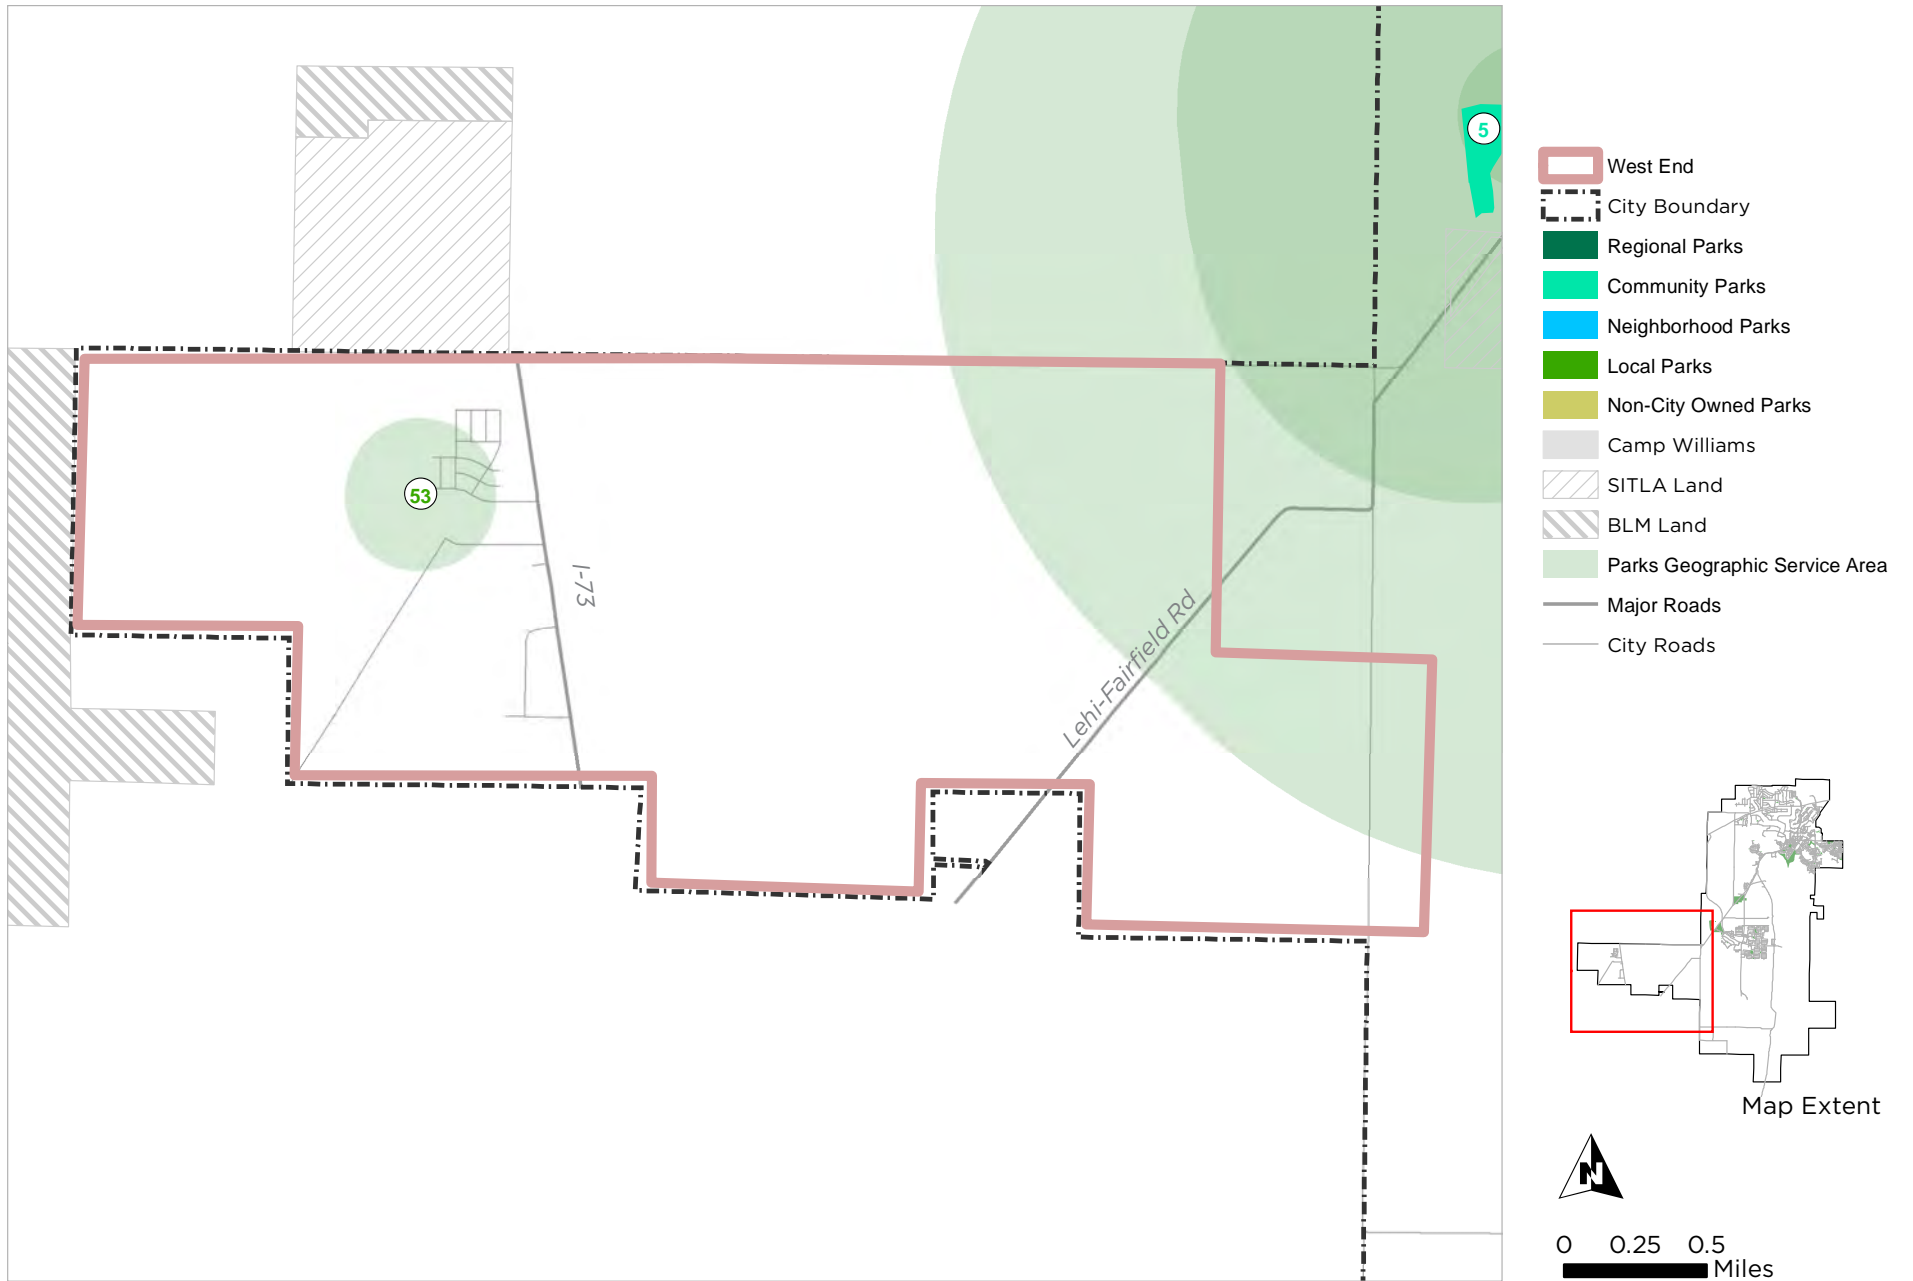 5
53
I-73
Lehi-Fairfield Rd
West End
City Boundary
Regional Parks
Community Parks
Neighborhood Parks
Local Parks
Non-City Owned Parks
Camp Williams
SITLA Land
BLM Land
Parks Geographic Service Area
Major Roads
City Roads
Map Extent
N
0 0.25 0.5
Miles